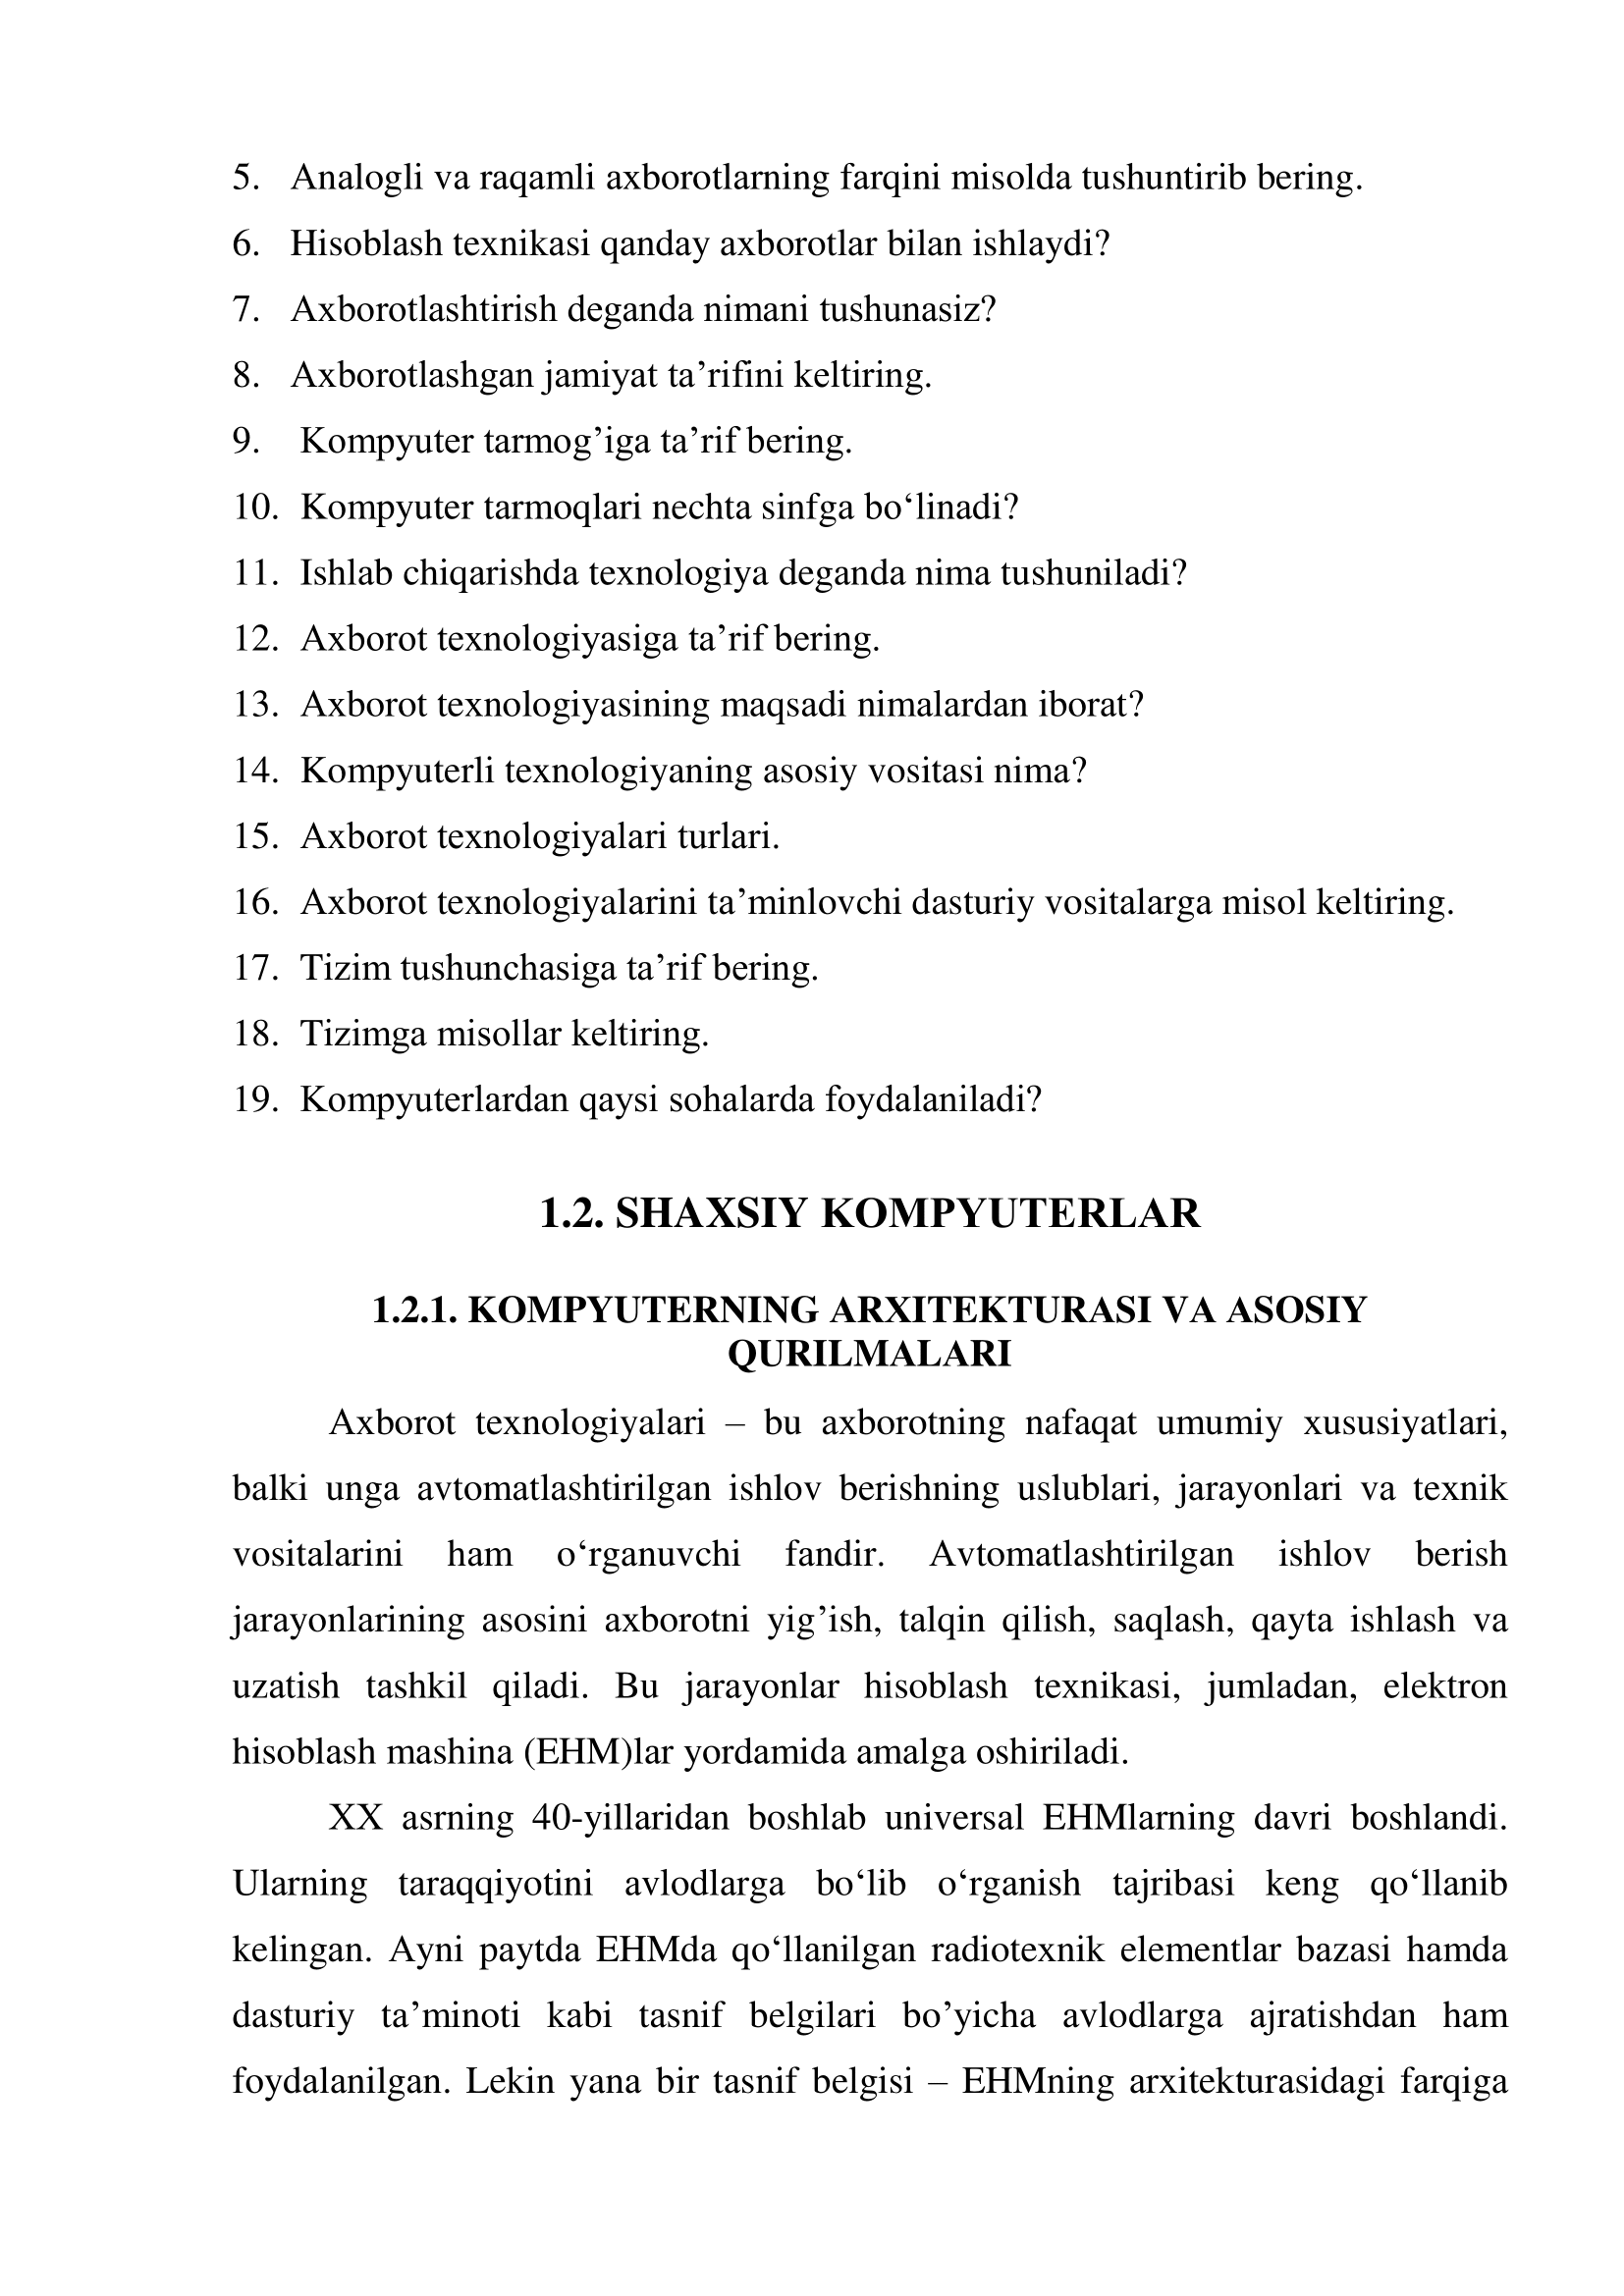 5. Analogli va raqamli axborotlarning farqini misolda tushuntirib bering.
6. Hisoblash texnikasi qanday axborotlar bilan ishlaydi?
7. Axborotlashtirish deganda nimani tushunasiz?
8. Axborotlashgan jamiyat ta’rifini keltiring.
9. Kompyuter tarmog’iga ta’rif bering.
10. Kompyuter tarmoqlari nechta sinfga bo‘linadi?
11. Ishlab chiqarishda texnologiya deganda nima tushuniladi?
12. Axborot texnologiyasiga ta’rif bering.
13. Axborot texnologiyasining maqsadi nimalardan iborat?
14. Kompyuterli texnologiyaning asosiy vositasi nima?
15. Axborot texnologiyalari turlari.
16. Axborot texnologiyalarini ta’minlovchi dasturiy vositalarga misol keltiring.
17. Tizim tushunchasiga ta’rif bering.
18. Tizimga misollar keltiring.
19. Kompyuterlardan qaysi sohalarda foydalaniladi?
1.2. SHAXSIY KOMPYUTERLAR
1.2.1. KOMPYUTERNING ARXITEKTURASI VA ASOSIY
QURILMALARI
Axborot texnologiyalari – bu axborotning nafaqat umumiy xususiyatlari,
balki unga avtomatlashtirilgan ishlov berishning uslublari, jarayonlari va texnik
vositalarini ham o‘rganuvchi fandir. Avtomatlashtirilgan ishlov berish
jarayonlarining asosini axborotni yig’ish, talqin qilish, saqlash, qayta ishlash va
uzatish tashkil qiladi. Bu jarayonlar hisoblash texnikasi, jumladan, elektron
hisoblash mashina (EHM)lar yordamida amalga oshiriladi.
XX asrning 40-yillaridan boshlab universal EHMlarning davri boshlandi.
Ularning taraqqiyotini avlodlarga bo‘lib o‘rganish tajribasi keng qo‘llanib
kelingan. Ayni paytda EHMda qo‘llanilgan radiotexnik elementlar bazasi hamda
dasturiy ta’minoti kabi tasnif belgilari bo’yicha avlodlarga ajratishdan ham
foydalanilgan. Lekin yana bir tasnif belgisi – EHMning arxitekturasidagi farqiga